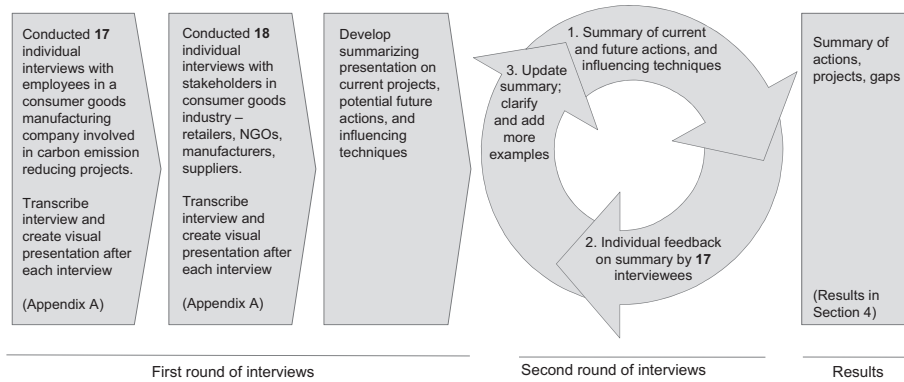 Conducted 17
individual
interviews with
employees in a
consumer goods
manufacturing
company involved
in carbon emission
reducing projects.
Transcribe
interview and
create visual
presentation after
each interview
(Appendix A)
Conducted 18
individual
interviews with
stakeholders in
consumer goods
industry –
retailers, NGOs,
manufacturers,
suppliers.
Transcribe
interview and
create visual
presentation after
each interview
(Appendix A)
Develop
summarizing
presentation on
current projects,
potential future
actions, and
influencing
techniques
1. Summary of current
and future actions, and
influencing techniques
2. Individual feedback
on summary by 17
interviewees
3. Update
summary;
clarify
and add
more
examples
Summary of
actions,
projects, gaps
(Results in
Section 4)
First round of interviews
Second round of interviews
Results